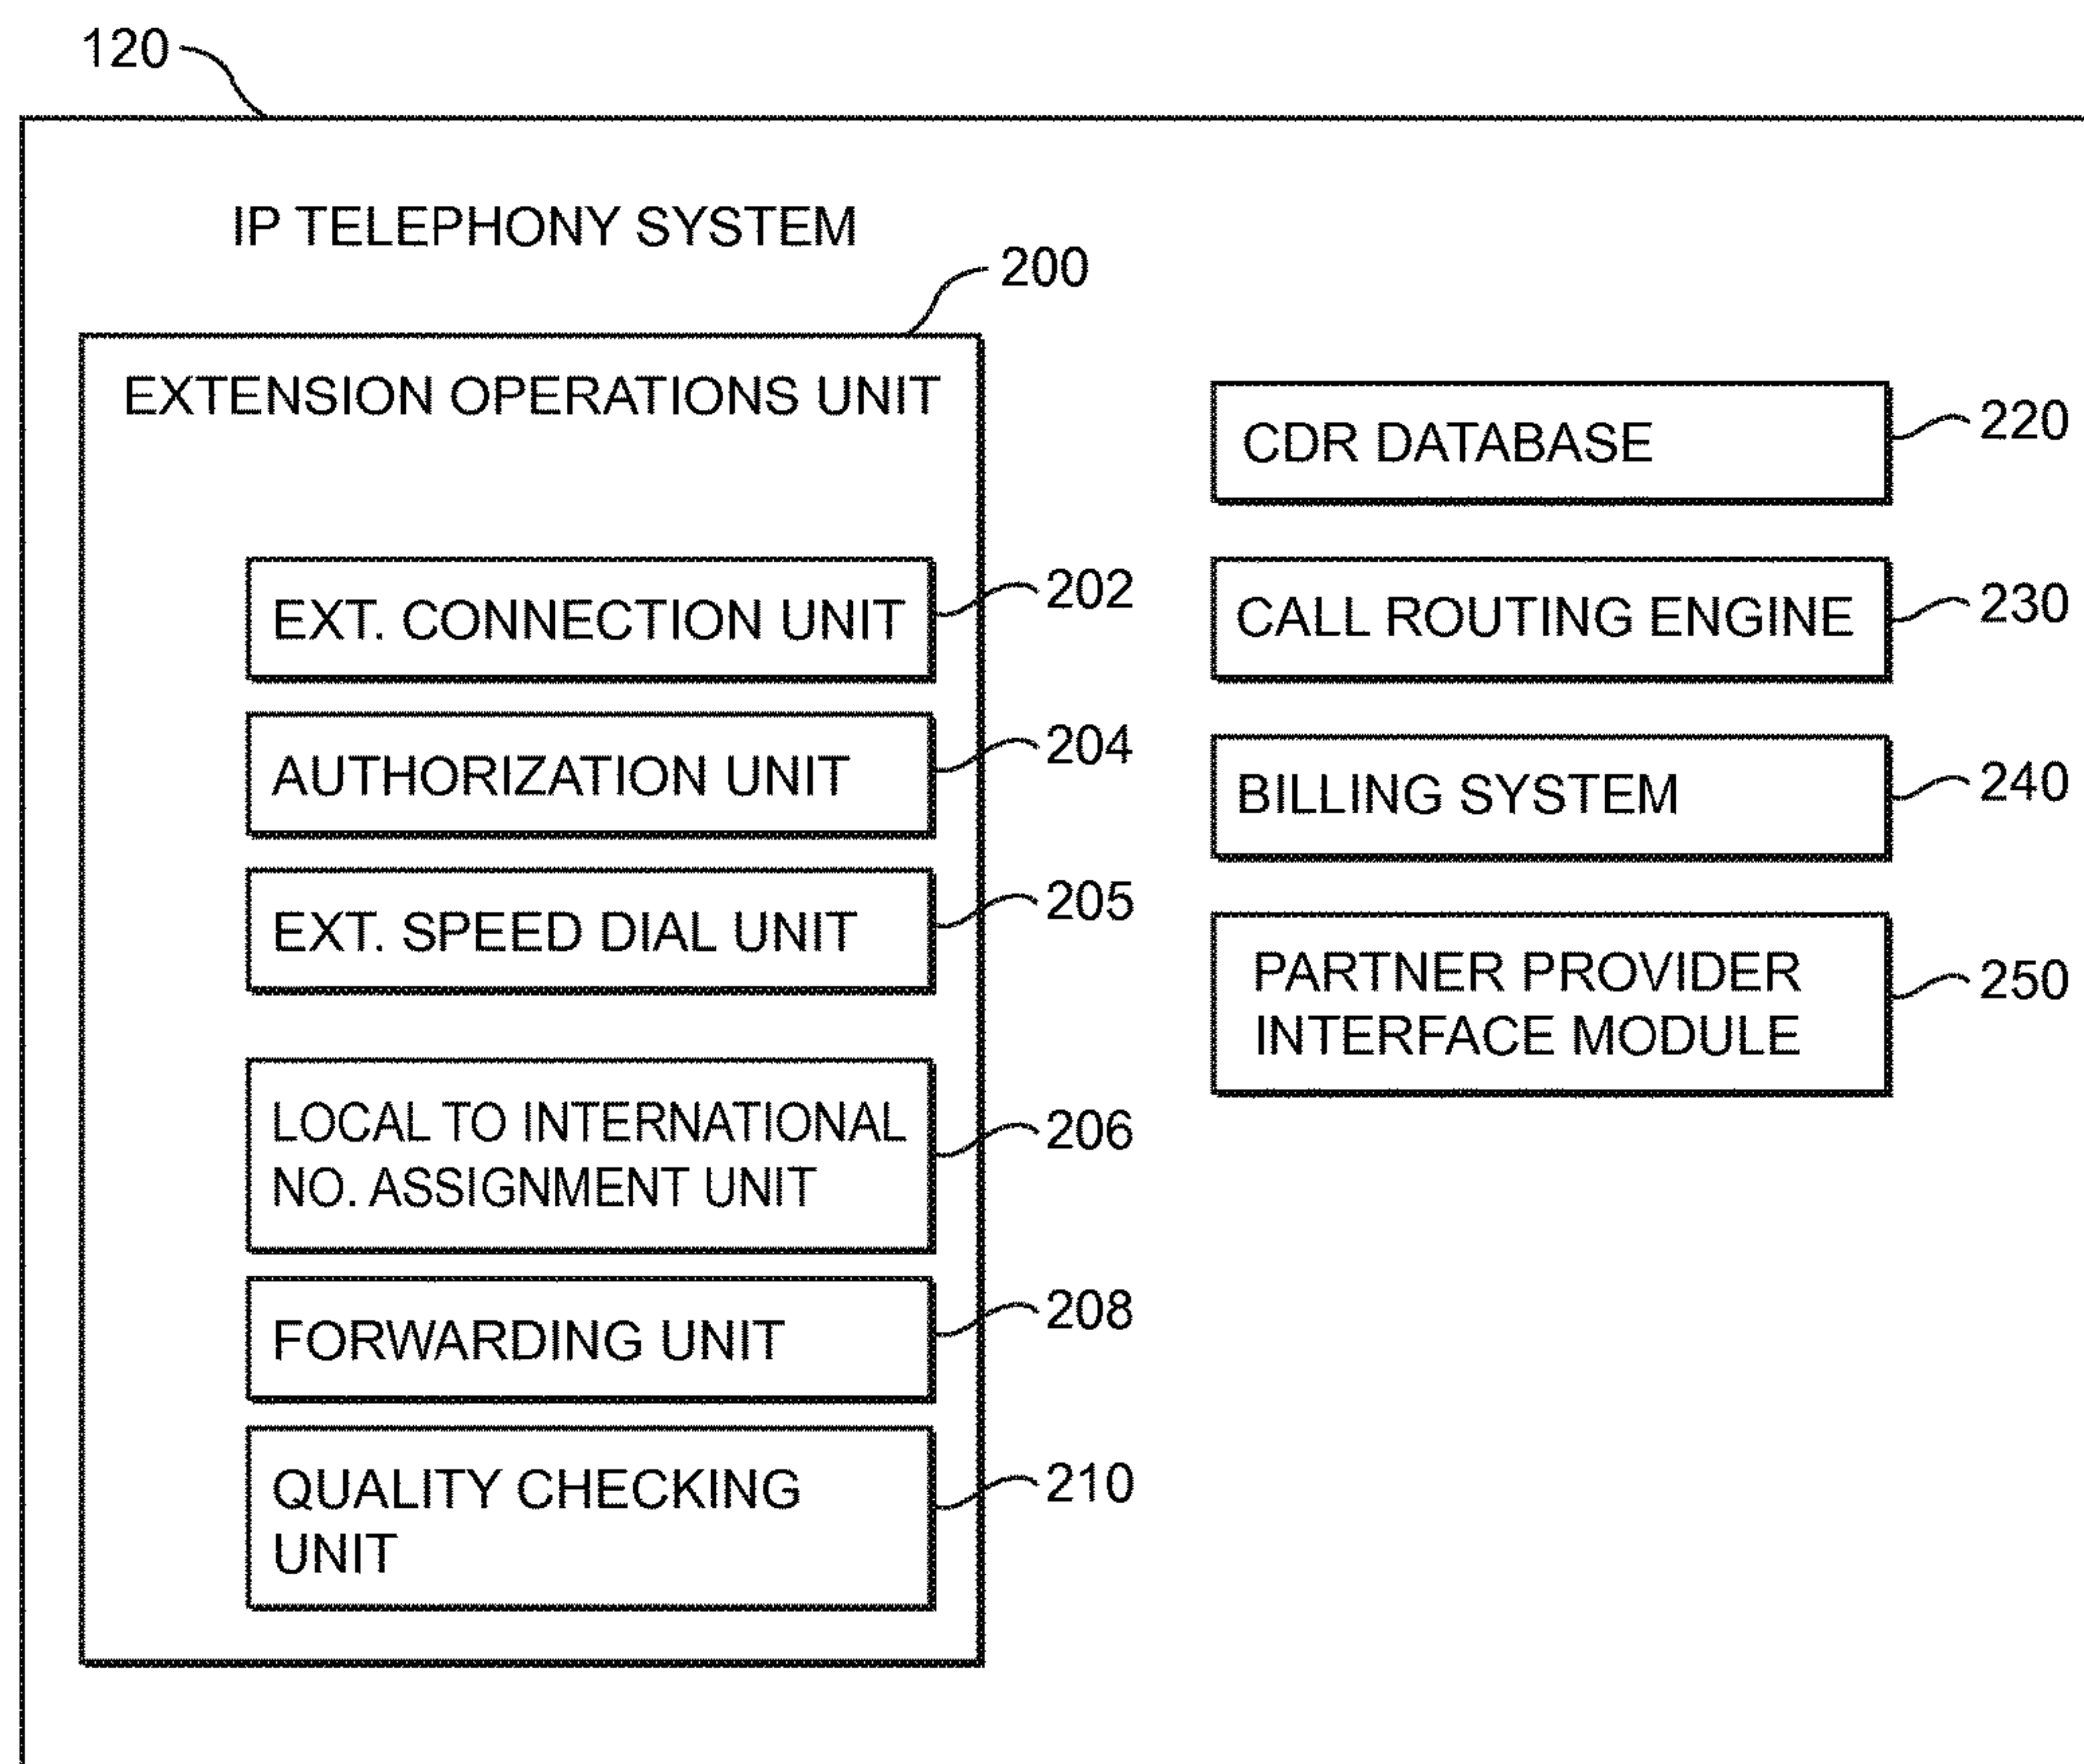 120
IP TELEPHONY SYSTEM
200
EXTENSION OPERATIONS UNIT
EXT. CONNECTION UNIT
202
AUTHORIZATION UNIT
204
EXT. SPEED DIAL UNIT
205
LOCAL TO INTERNATIONAL
NO. ASSIGNMENT UNIT
206
FORWARDING UNIT
208
QUALITY CHECKING
UNIT
210
CDR DATABASE
220
CALL ROUTING ENGINE
230
BILLING SYSTEM
240
PARTNER PROVIDER
INTERFACE MODULE
250